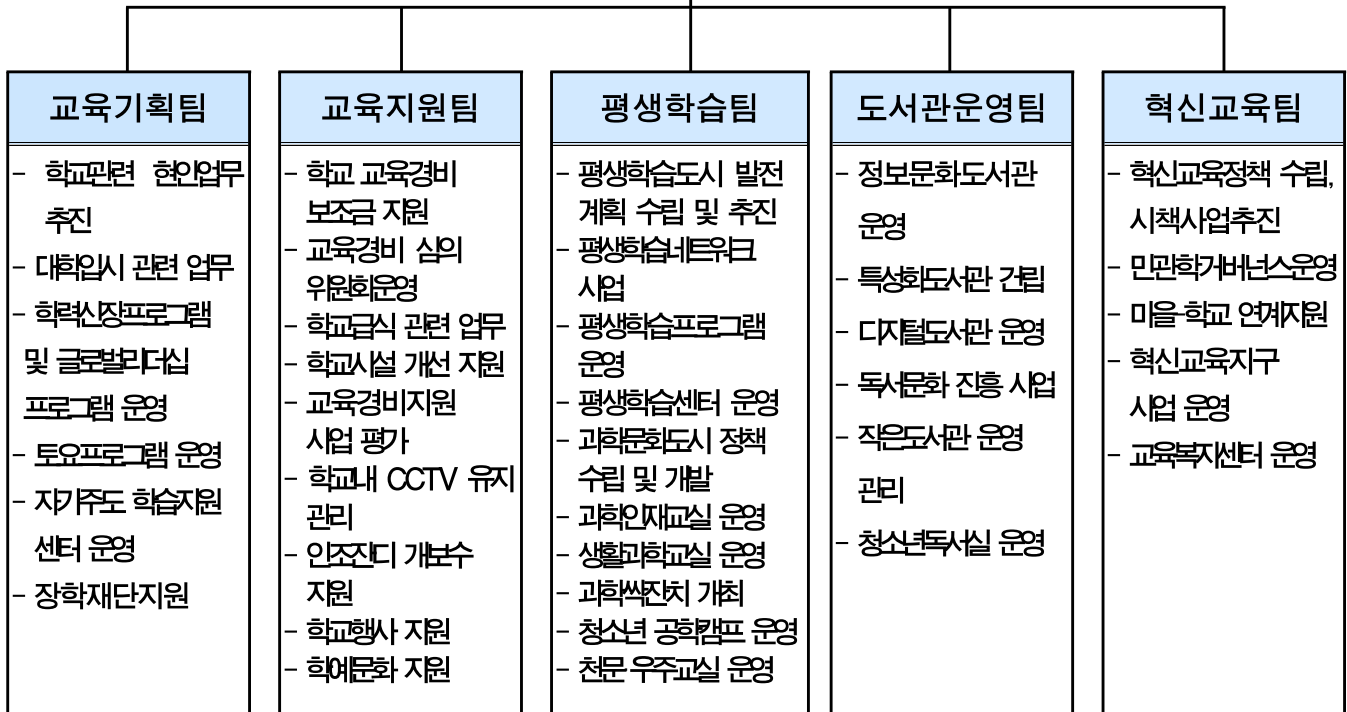 교육기획팀
- 학교관련 현안업무
추진
- 대학입시 관련 업무
- 학력신장프로그램
및 글로벌리더십
프로그램 운영
- 토요프로그램 운영
- 자기주도 학습지원
센터 운영
- 장학재단지원
교육지원팀
- 학교 교육경비
보조금 지원
- 교육경비 심의
위원회운영
- 학교급식 관련 업무
- 학교시설 개선 지원
- 교육경비지원
사업 평가
- 학교내 CCTV 유지
관리
- 인조잔디 개보수
지원
- 학교행사 지원
- 학예문화 지원
평생학습팀
- 평생학습도시 발전
계획 수립 및 추진
- 평생학습네트워크
사업
- 평생학습프로그램
운영
- 평생학습센터 운영
- 과학문화도시 정책
수립 및 개발
- 과학인재교실 운영
- 생활과학교실 운영
- 과학싹잔치 개최
- 청소년 공학캠프 운영
- 천문·우주교실 운영
도서관운영팀
- 정보문화도서관
운영
- 특성화도서관 건립
- 디지털도서관 운영
- 독서문화 진흥 사업
- 작은도서관 운영
관리
- 청소년독서실 운영
혁신교육팀
- 혁신교육정책 수립,
시책사업추진
- 민관학거버넌스운영
- 마을-학교 연계지원
- 혁신교육지구
사업 운영
- 교육복지센터 운영